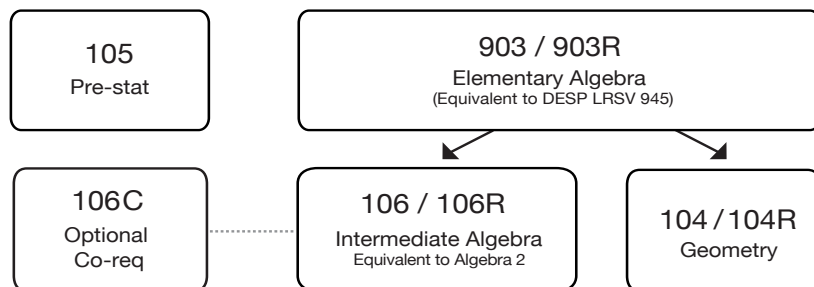 105
Pre-stat
903 / 903R
Elementary Algebra
(Equivalent to DESP LRSV 945)
106C
Optional
Co-req
106 / 106R
Intermediate Algebra
Equivalent to Algebra 2
104 / 104R
Geometry